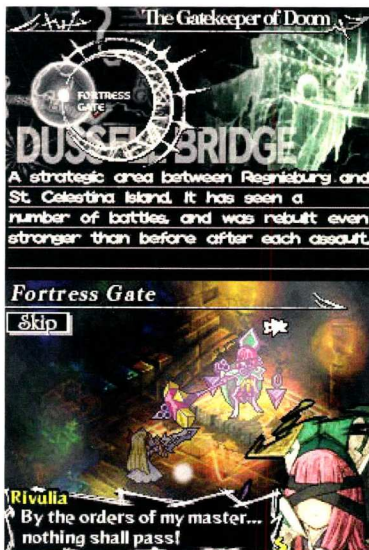 The Gatekeeper of Doom
FORTRESS
GATE
DUSSELL BRIDGE
A strategic area between Regnieburg and
St. Celestina Island. It has seen a
number of battles, and was rebuilt even
stronger than before after each assault.
Fortress Gate
Skip
Rivulia
By the orders of my master...
nothing shall pass!